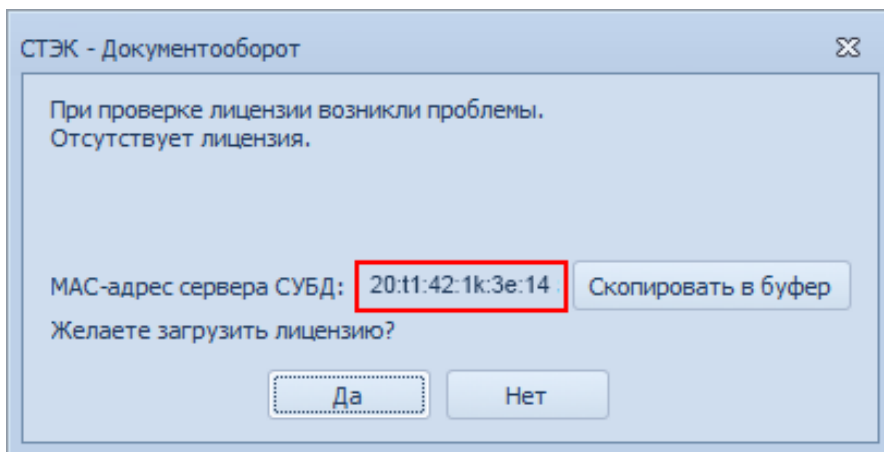 СТЭК - Документооборот
При проверке лицензии возникли проблемы.
Отсутствует лицензия.
МАС-адрес сервера СУБД: 20:t1:42:1k:3e:14 Скопировать в буфер
Желаете загрузить лицензию?
Да Нет